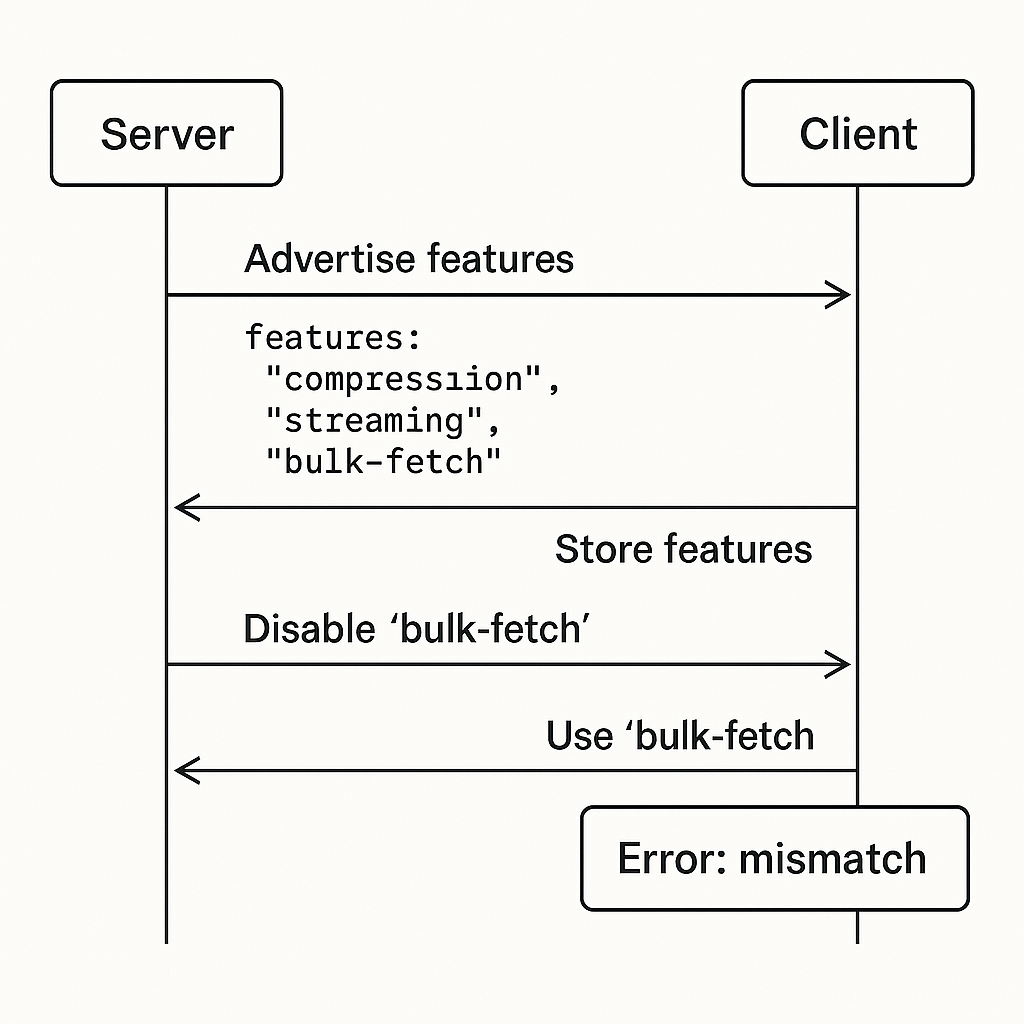 Server
Client
Advertise features
features:
"compressıion",
"streaming",
"bulk–fetch"
Store features
Disable ‘bulk-fetch’
Use ‘bulk-fetch
Error: mismatch